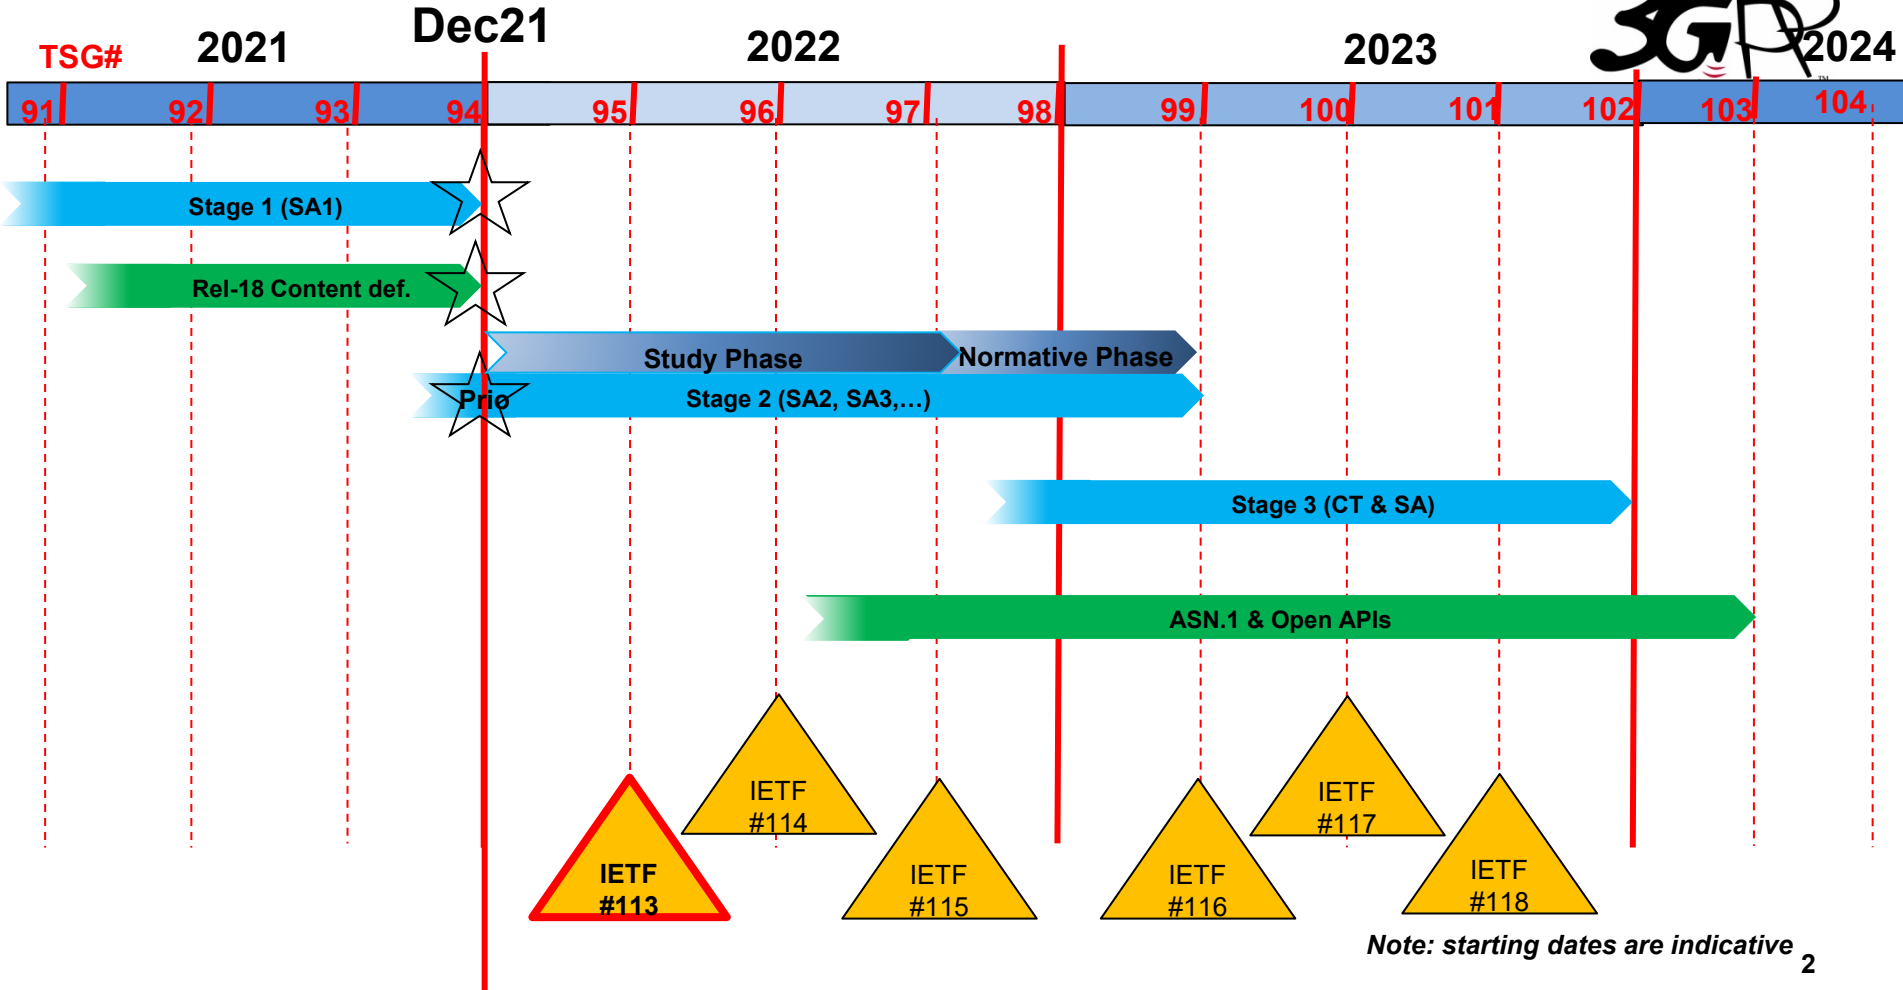 Dec21
TSG# 2021 2022 2023 2024
3GPP
TM
91 92 93 94 95 96 97 98 99 100 101 102 103 104
Stage 1 (SA1)
Rel-18 Content def.
Study Phase Normative Phase
Prio Stage 2 (SA2, SA3,...)
Stage 3 (CT & SA)
ASN.1 & Open APIs
IETF
#114
IETF
#117
IETF
#113
IETF
#115
IETF
#116
IETF
#118
Note: starting dates are indicative
2